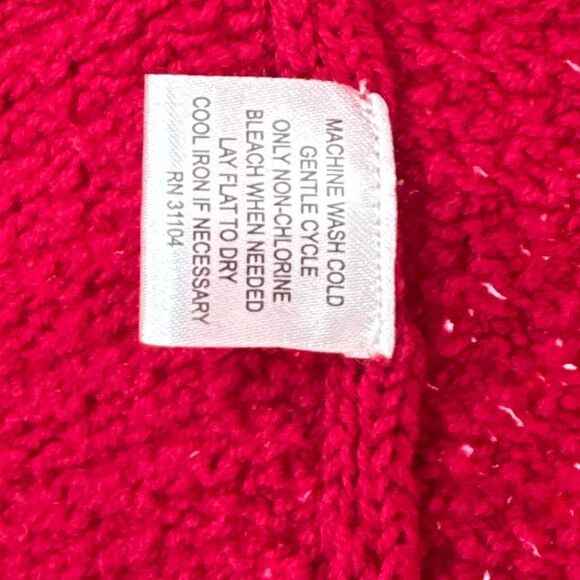 MACHINE WASH COLD
GENTLE CYCLE
ONLY NON-CHLORINE
BLEACH WHEN NEEDED
LAY FLAT TO DRY
COOL IRON IF NECESSARY
RN 31104